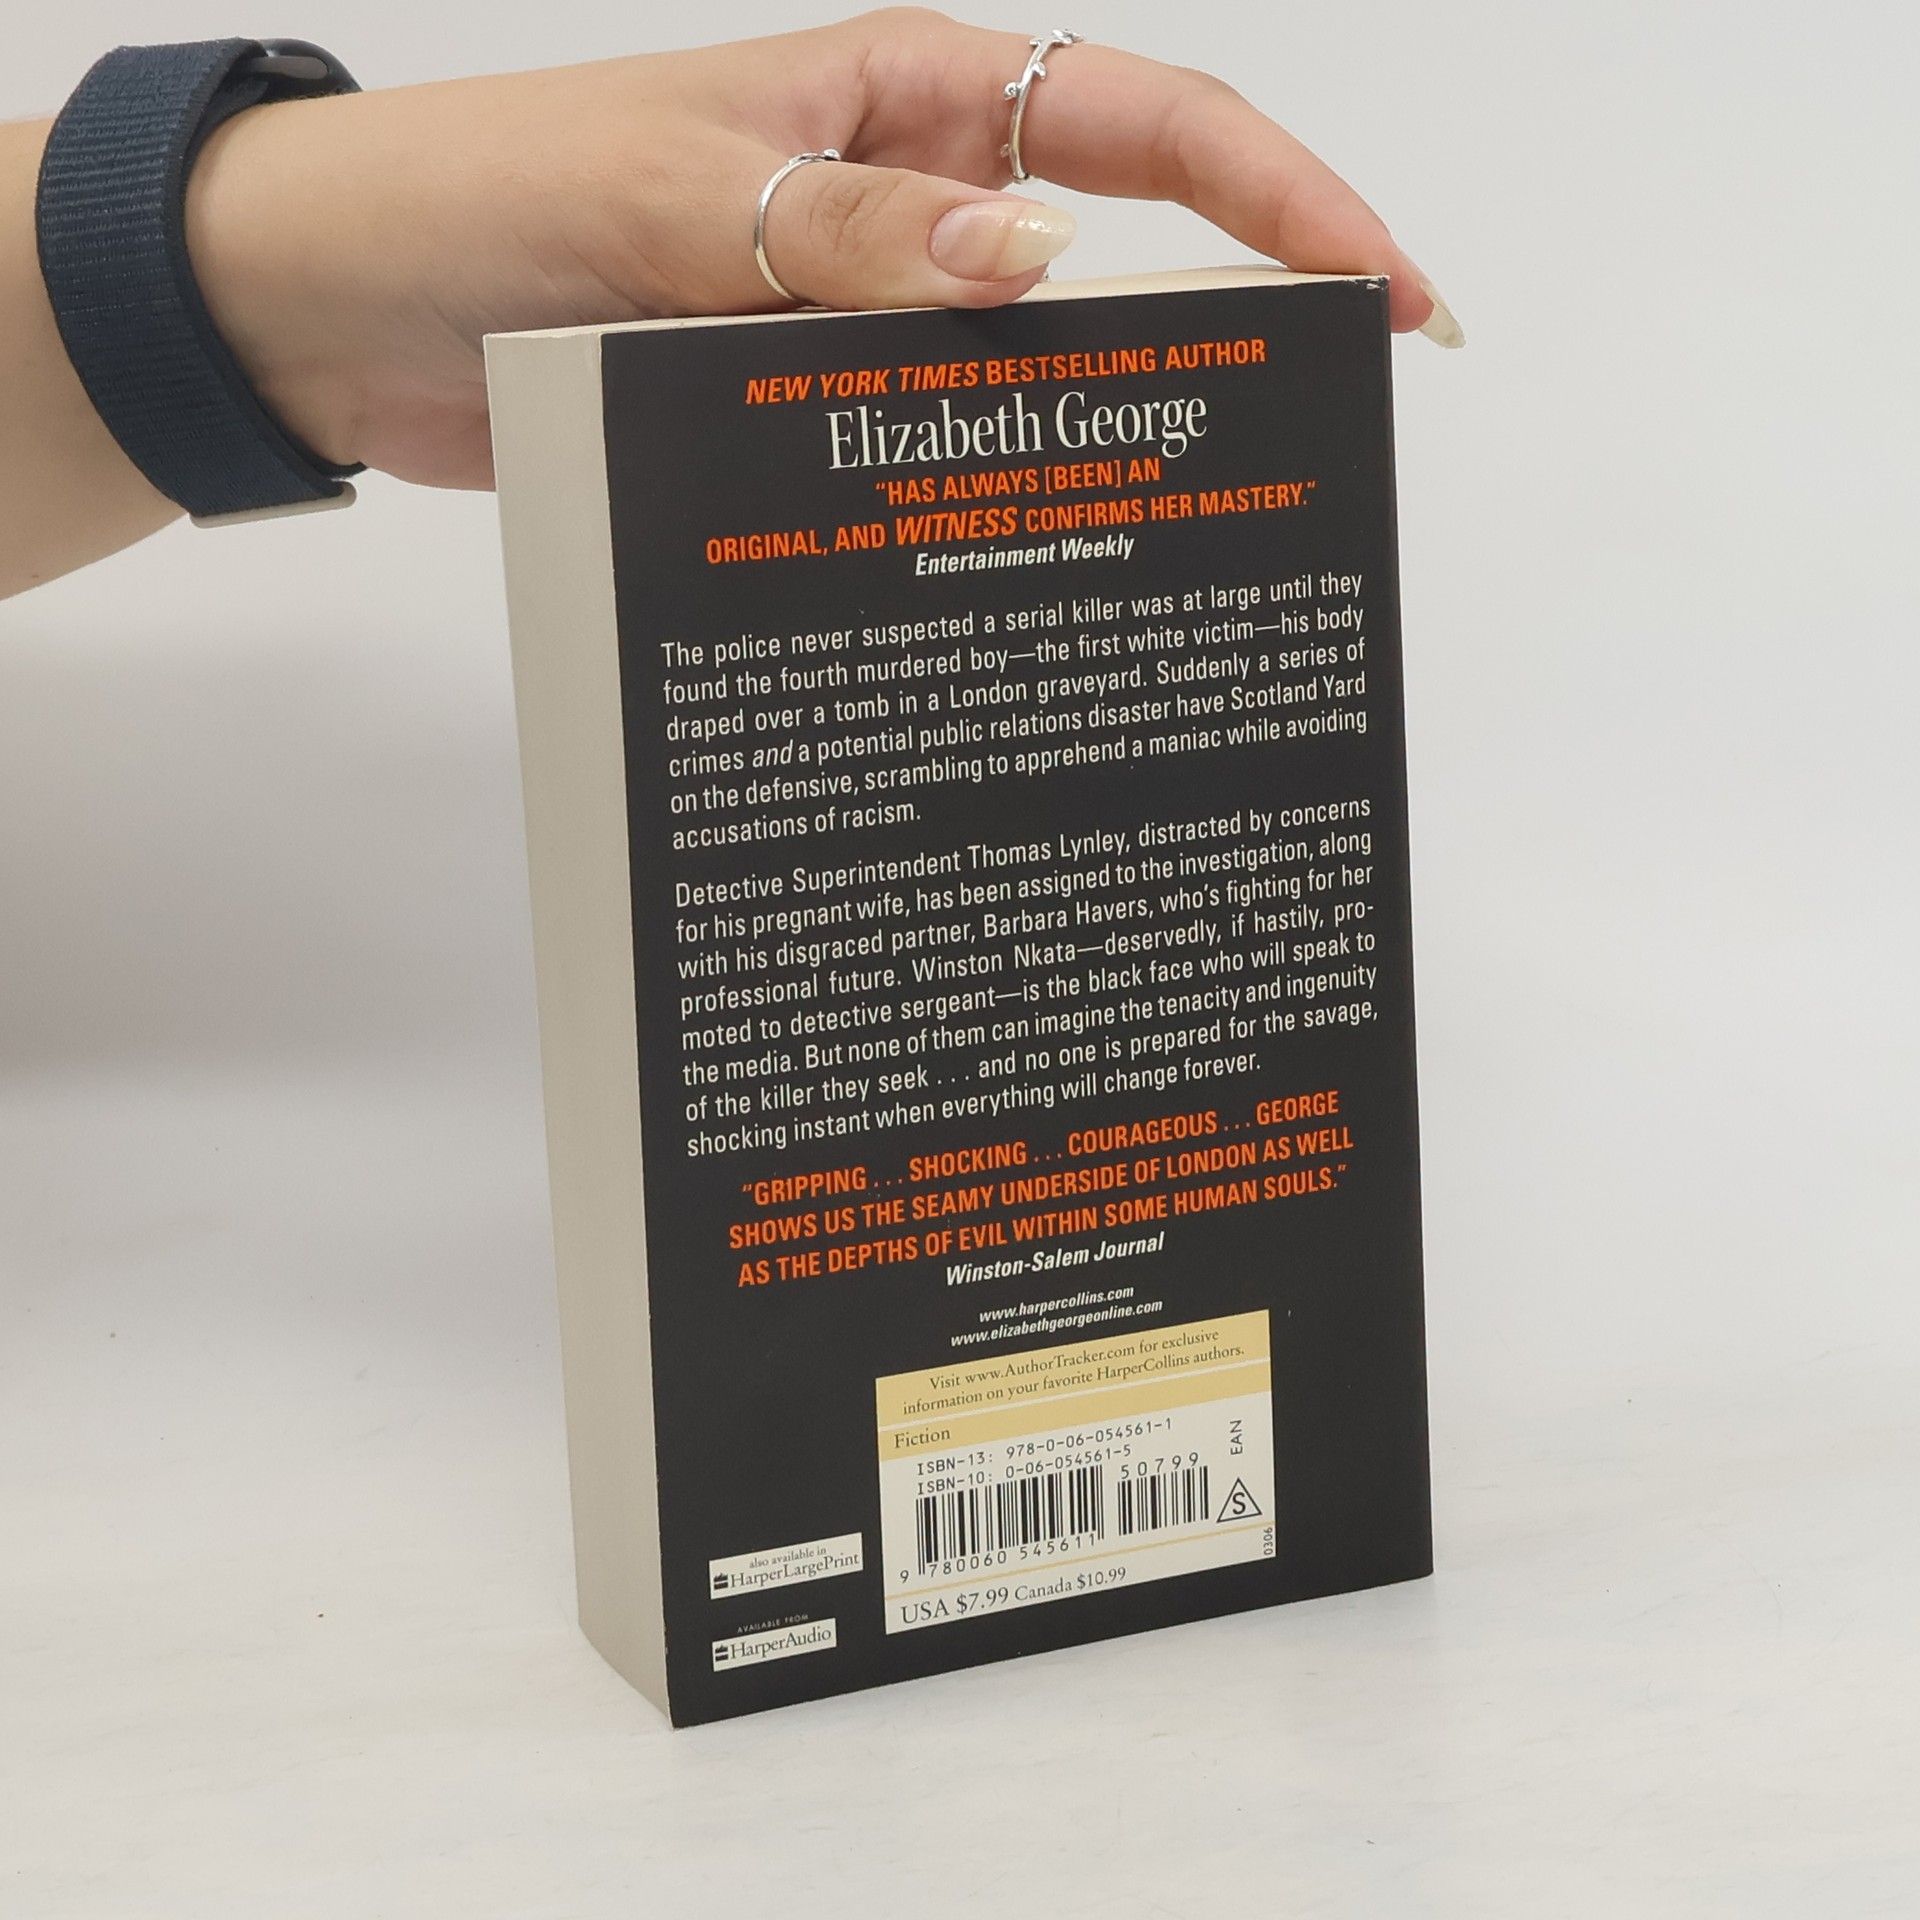 NEW YORK TIMES BESTSELLING AUTHOR
Elizabeth George
"HAS ALWAYS [BEEN] AN
ORIGINAL, AND WITNESS CONFIRMS HER MASTERY."
Entertainment Weekly
The police never suspected a serial killer was at large until they
found the fourth murdered boy—the first white victim—his body
draped over a tomb in a London graveyard. Suddenly a series of
crimes and a potential public relations disaster have Scotland Yard
on the defensive, scrambling to apprehend a maniac while avoiding
accusations of racism.
Detective Superintendent Thomas Lynley, distracted by concerns
for his pregnant wife, has been assigned to the investigation, along
with his disgraced partner, Barbara Havers, who's fighting for her
professional future. Winston Nkata—deservedly, if hastily, pro-
moted to detective sergeant—is the black face who will speak to
the media. But none of them can imagine the tenacity and ingenuity
of the killer they seek . . . and no one is prepared for the savage,
shocking instant when everything will change forever.
"GRIPPING . . . SHOCKING . . . COURAGEOUS . . . GEORGE
SHOWS US THE SEAMY UNDERSIDE OF LONDON AS WELL
AS THE DEPTHS OF EVIL WITHIN SOME HUMAN SOULS."
Winston-Salem Journal
www.harpercollins.com
www.elizabethgeorgeonline.com
Visit www.AuthorTracker.com for exclusive
information on your favorite HarperCollins authors.
Fiction
ISBN-13: 978-0-06-054561-1
ISBN-10: 0-06-054561-5
50799
EAN
S
9 780060 545611
0306
USA $7.99 Canada $10.99
also available in
HarperLargePrint
AVAILABLE FROM
HarperAudio